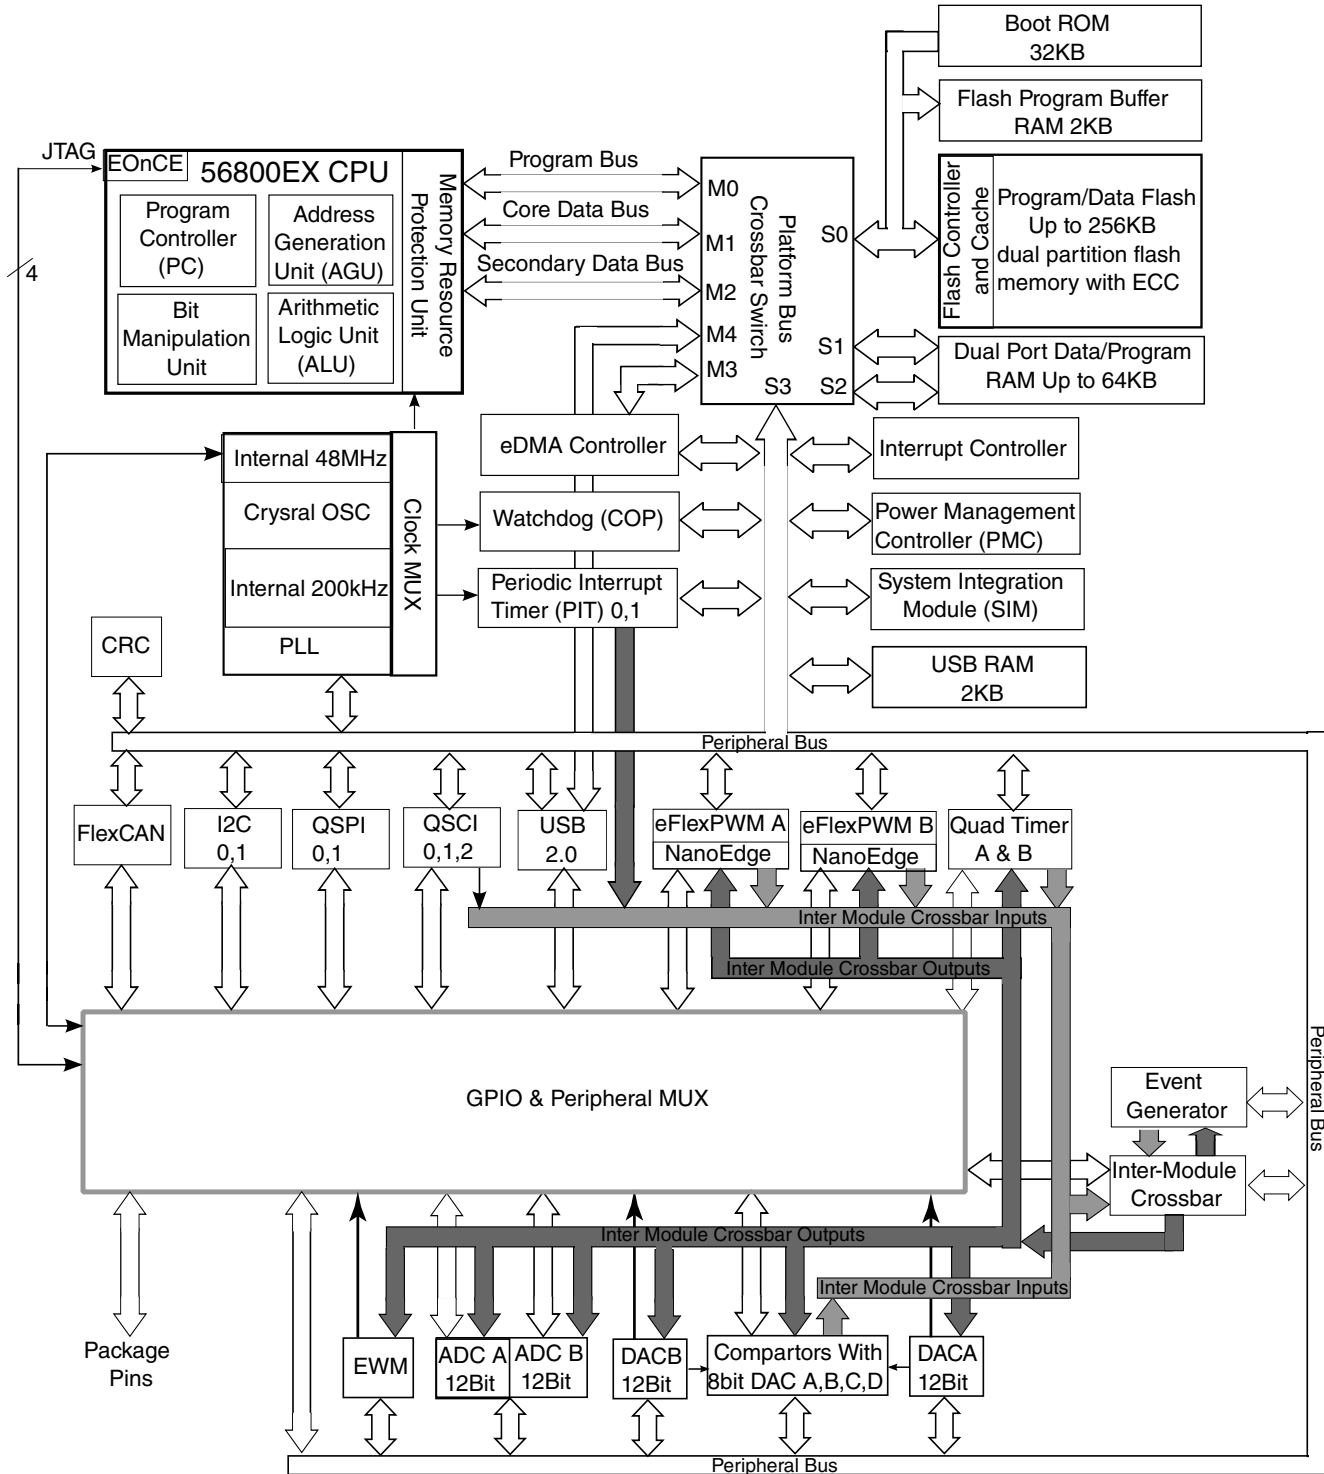 Boot ROM
32KB
Flash Program Buffer
RAM 2KB
JTAG
EOnCE
56800EX CPU
Program
Controller
(PC)
Address
Generation
Unit (AGU)
Bit
Manipulation
Unit
Arithmetic
Logic Unit
(ALU)
Memory Resource
Protection Unit
4
Program Bus
Core Data Bus
Secondary Data Bus
M0
M1
M2
M4
M3
Platform Bus
Crossbar Swirch
S0
S1
S2
S3
Flash Controller
and Cache
Program/Data Flash
Up to 256KB
dual partition flash
memory with ECC
Dual Port Data/Program
RAM Up to 64KB
Internal 48MHz
Crysral OSC
Internal 200kHz
PLL
Clock MUX
eDMA Controller
Watchdog (COP)
Periodic Interrupt
Timer (PIT) 0,1
Interrupt Controller
Power Management
Controller (PMC)
System Integration
Module (SIM)
USB RAM
2KB
CRC
Peripheral Bus
FlexCAN
I2C
0,1
QSPI
0,1
QSCI
0,1,2
USB
2.0
eFlexPWM A
NanoEdge
eFlexPWM B
NanoEdge
Quad Timer
A & B
Inter Module Crossbar Inputs
Inter Module Crossbar Outputs
GPIO & Peripheral MUX
Event
Generator
Inter-Module
Crossbar
Peripheral Bus
Inter Module Crossbar Outputs
Inter Module Crossbar Inputs
Package
Pins
EWM
ADC A
12Bit
ADC B
12Bit
DACB
12Bit
Compartors With
8bit DAC A,B,C,D
DACA
12Bit
Peripheral Bus